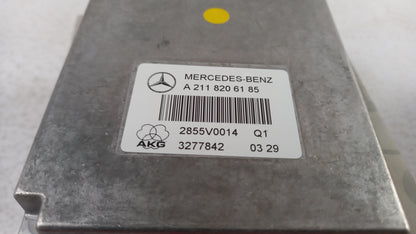 MERCEDES-BENZ
A 211 820 61 85
2855V0014 Q1
AKG 3277842 03 29